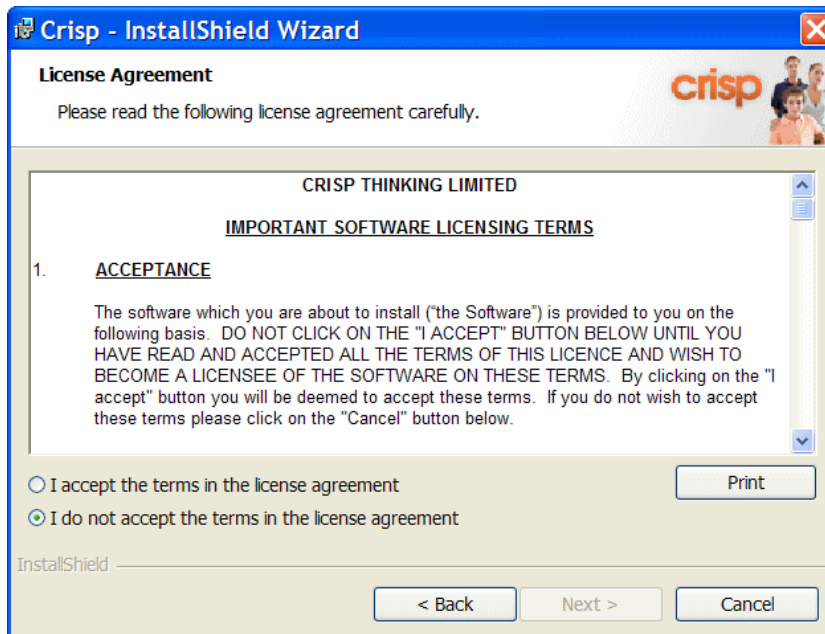 Crisp - InstallShield Wizard
License Agreement
Please read the following license agreement carefully.
crisp
CRISP THINKING LIMITED
IMPORTANT SOFTWARE LICENSING TERMS
1. ACCEPTANCE
The software which you are about to install (“the Software”) is provided to you on the
following basis. DO NOT CLICK ON THE "I ACCEPT" BUTTON BELOW UNTIL YOU
HAVE READ AND ACCEPTED ALL THE TERMS OF THIS LICENCE AND WISH TO
BECOME A LICENSEE OF THE SOFTWARE ON THESE TERMS. By clicking on the "I
accept" button you will be deemed to accept these terms. If you do not wish to accept
these terms please click on the "Cancel" button below.
I accept the terms in the license agreement
Print
I do not accept the terms in the license agreement
InstallShield
< Back Next > Cancel